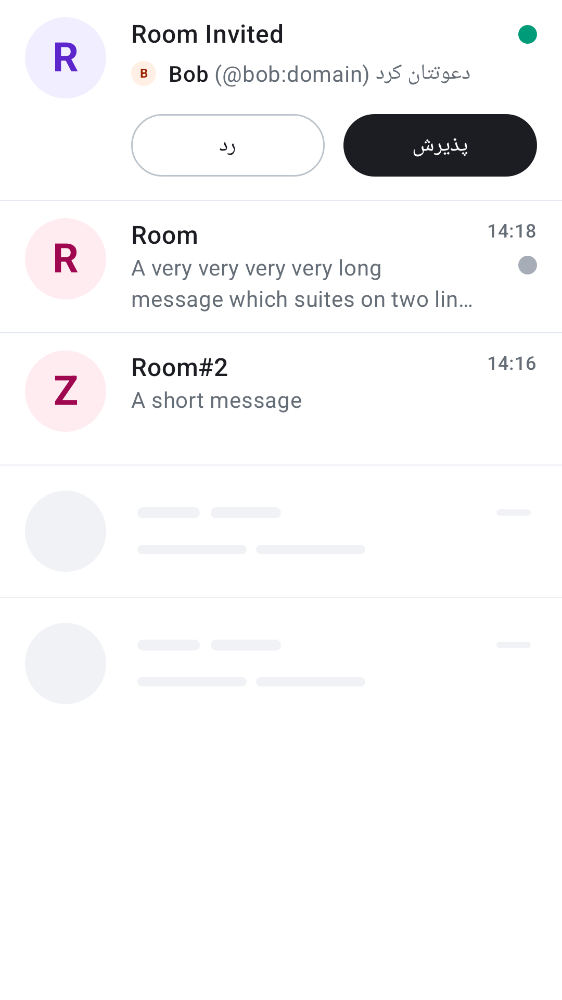 R
Room Invited
B
Bob (@bob:domain) دعوتتان کرد
رد
پذیرش
R
Room
14:18
A very very very very long
message which suites on two lin…
Z
Room#2
14:16
A short message